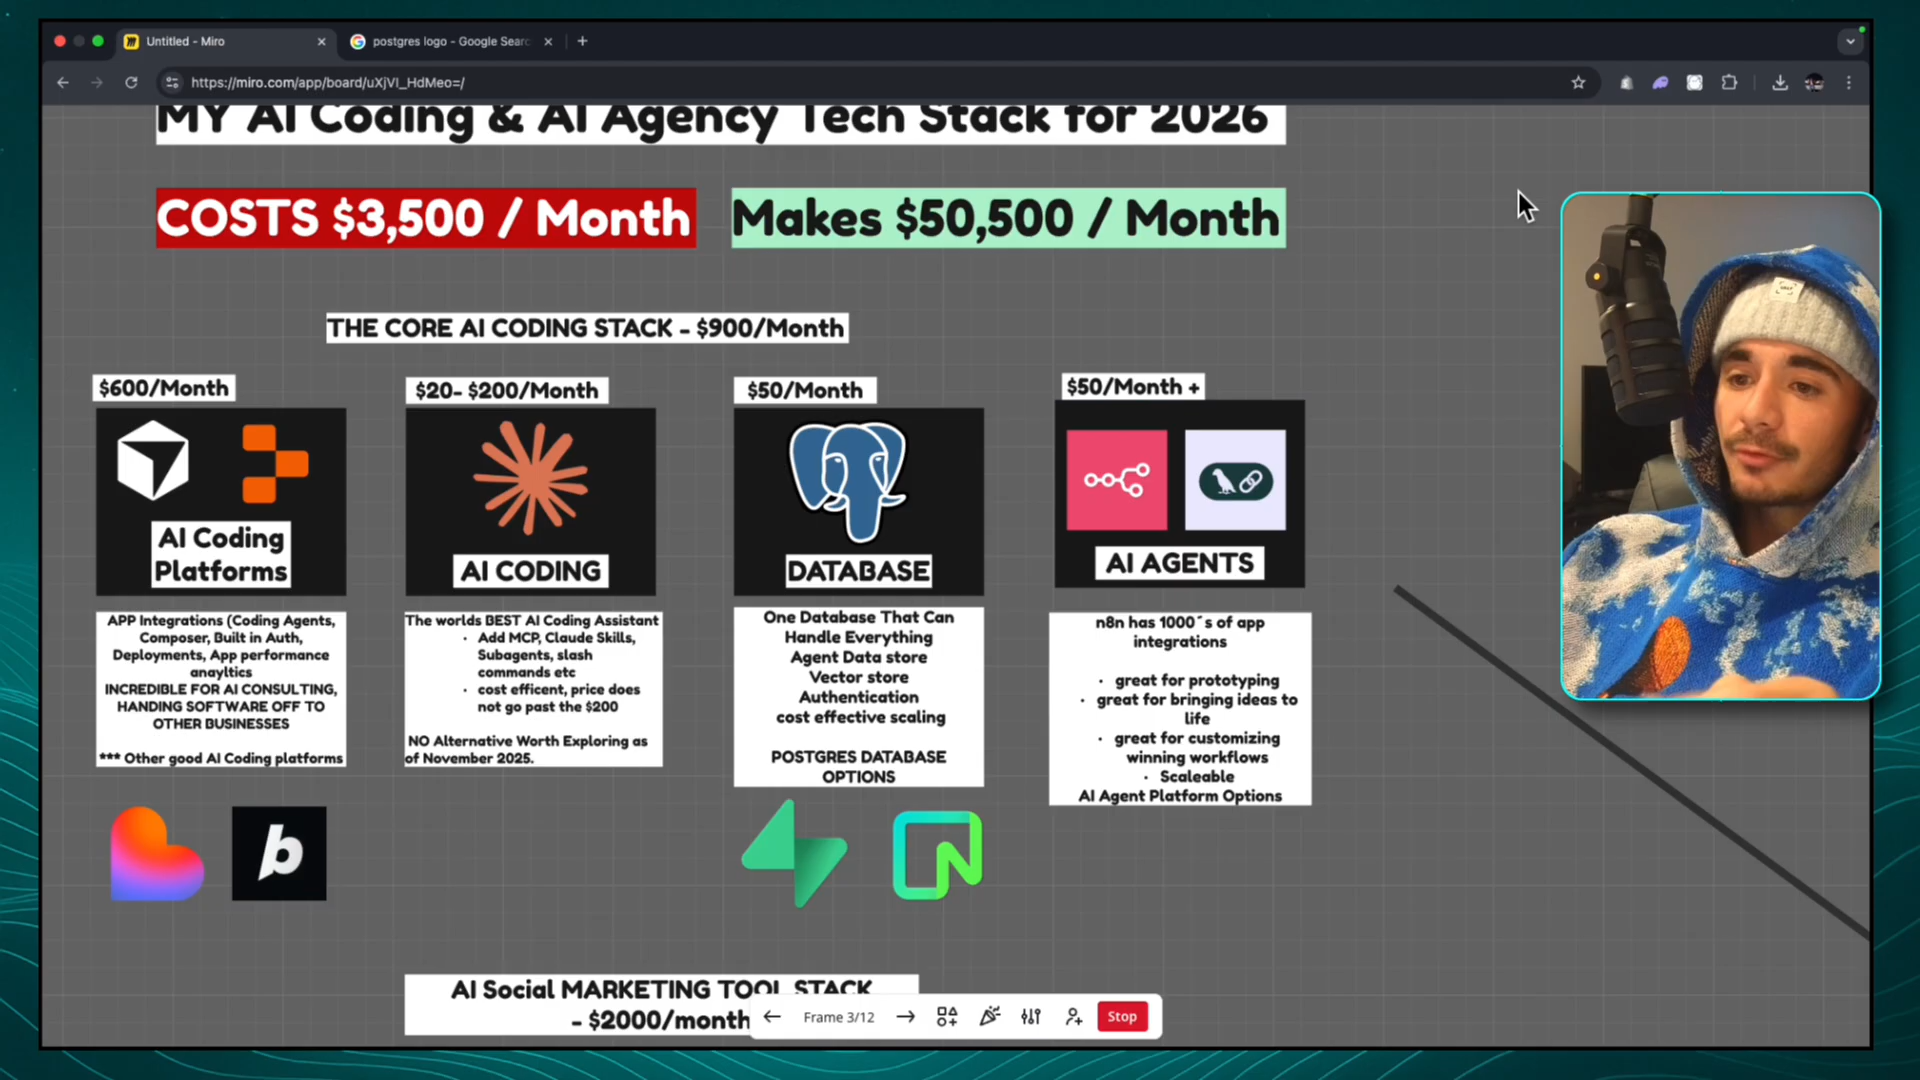 Untitled - Miro
postgres logo - Google Searc
https://miro.com/app/board/uXjVI_HdMeo=/
MY AI Coding & AI Agency Tech Stack for 2026
COSTS $3,500 / Month
Makes $50,500 / Month
THE CORE AI CODING STACK - $900/Month
$600/Month
AI Coding
Platforms
APP Integrations (Coding Agents,
Composer, Built in Auth,
Deployments, App performance
anayltics
INCREDIBLE FOR AI CONSULTING,
HANDING SOFTWARE OFF TO
OTHER BUSINESSES
*** Other good AI Coding platforms
b
$20- $200/Month
AI CODING
The worlds BEST AI Coding Assistant
· Add MCP, Claude Skills,
Subagents, slash
commands etc
· cost efficent, price does
not go past the $200
NO Alternative Worth Exploring as
of November 2025.
$50/Month
DATABASE
One Database That Can
Handle Everything
Agent Data store
Vector store
Authentication
cost effective scaling
POSTGRES DATABASE
OPTIONS
$50/Month +
AI AGENTS
n8n has 1000´s of app
integrations
· great for prototyping
· great for bringing ideas to
life
· great for customizing
winning workflows
· Scaleable
AI Agent Platform Options
AI Social MARKETING TOOL STACK
- $2000/month
Frame 3/12
Stop